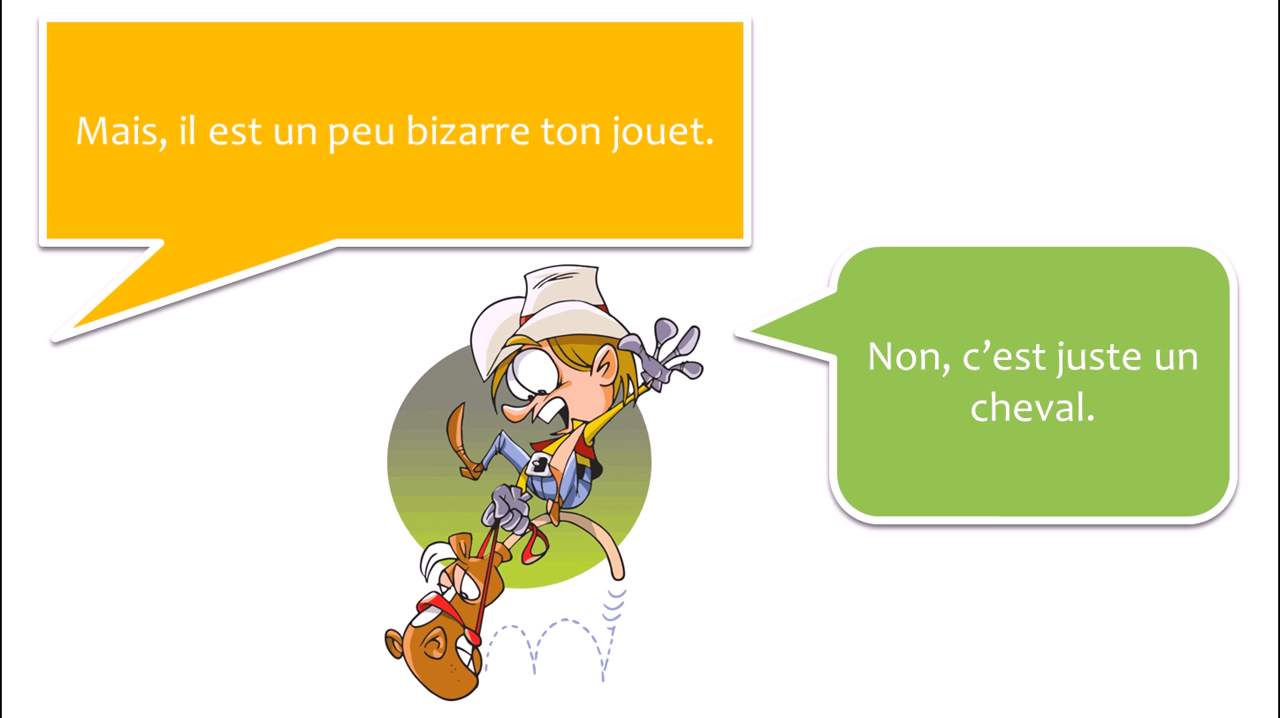 Mais, il est un peu bizarre ton jouet.
Non, c’est juste un
cheval.